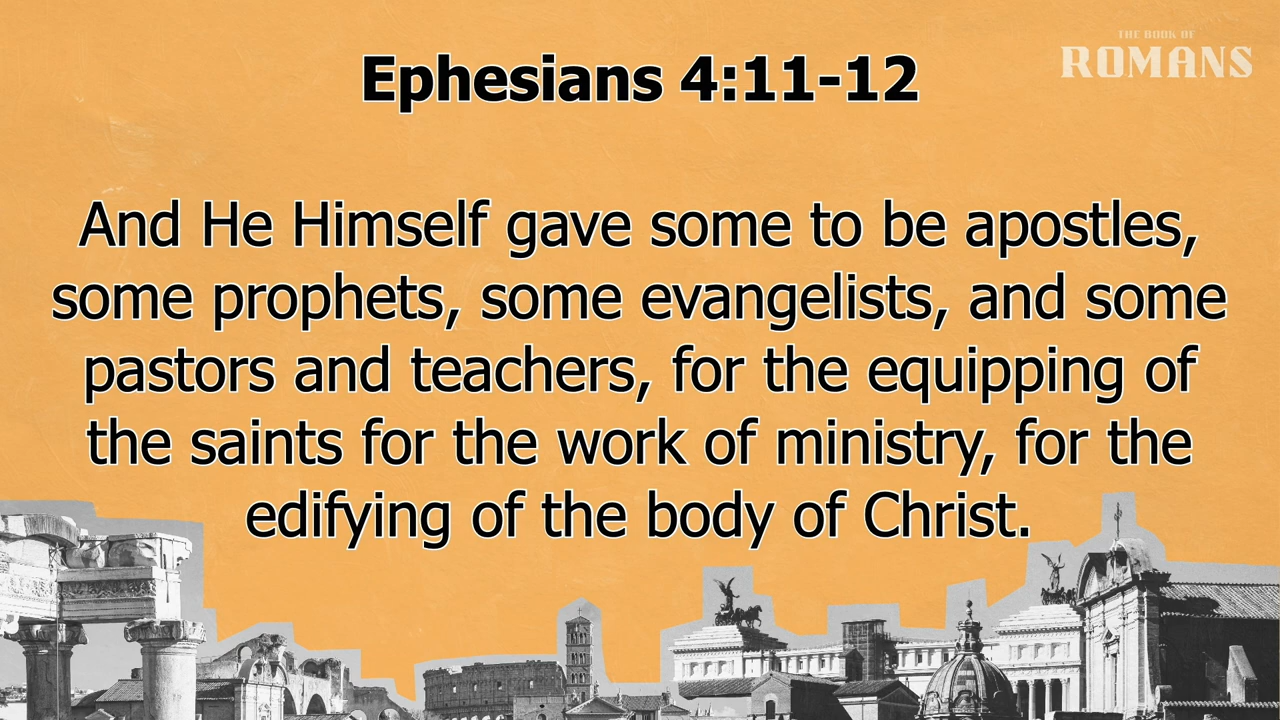 THE BOOK OF
ROMANS
Ephesians 4:11-12
And He Himself gave some to be apostles,
some prophets, some evangelists, and some
pastors and teachers, for the equipping of
the saints for the work of ministry, for the
edifying of the body of Christ.